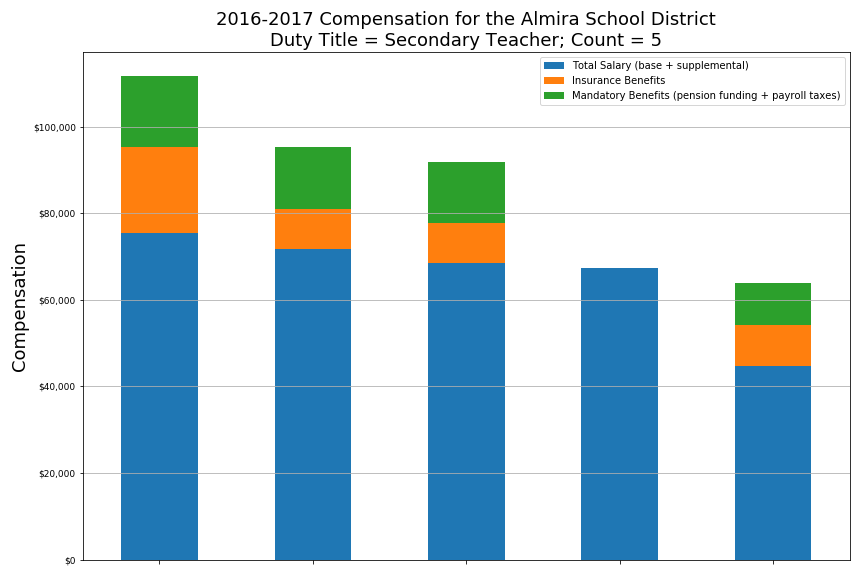 2016-2017 Compensation for the Almira School District
Duty Title = Secondary Teacher; Count = 5
Total Salary (base + supplemental)
Insurance Benefits
Mandatory Benefits (pension funding + payroll taxes)
$100,000
$80,000
$60,000
$40,000
$20,000
$0
Compensation